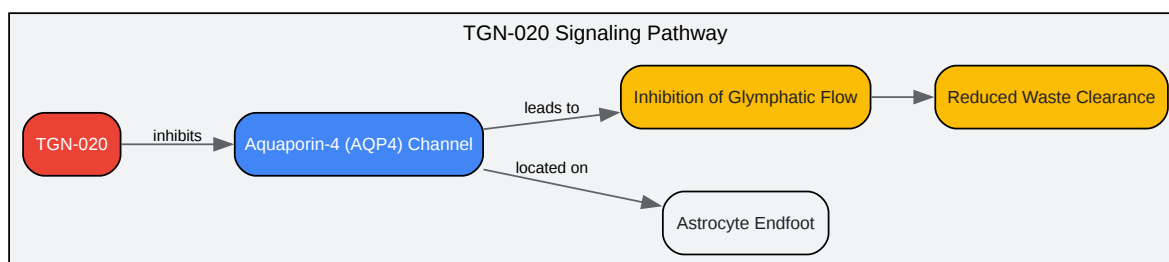 TGN-020 Signaling Pathway
TGN-020
inhibits
Aquaporin-4 (AQP4) Channel
leads to
Inhibition of Glymphatic Flow
Reduced Waste Clearance
located on
Astrocyte Endfoot